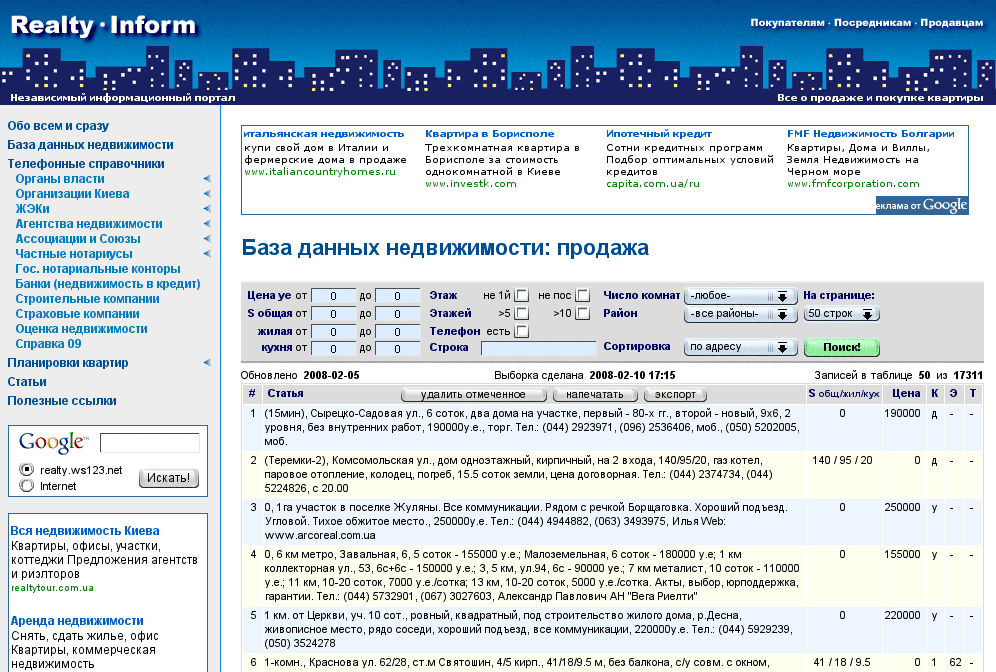 Realty·Inform
Покупателям · Посредникам · Продавцам
Независимый информационный портал
Все о продаже и покупке квартиры
Обо всем и сразу
База данных недвижимости
Телефонные справочники
Органы власти
Организации Киева
ЖЭКи
Агентства недвижимости
Ассоциации и Союзы
Частные нотариусы
Гос. нотариальные конторы
Банки (недвижимость в кредит)
Строительные компании
Страховые компании
Оценка недвижимости
Справка 09
Планировки квартир
Статьи
Полезные ссылки
Google™
realty.ws123.net
Internet
Искать!
Вся недвижимость Киева
Квартиры, офисы, участки,
коттеджи Предложения агентств
и риэлторов
realtytour.com.ua
Аренда недвижимости
Снять, сдать жилье, офис
Квартиры, коммерческая
недвижимость
итальянская недвижимость
купи свой дом в Италии и
фермерские дома в продаже
www.italiancountryhomes.ru
Квартира в Борисполе
Трехкомнатная квартира в
Борисполе за стоимость
однокомнатной в Киеве
www.investk.com
Ипотечный кредит
Сотни кредитных программ
Подбор оптимальных условий
кредитов
capita.com.ua/ru
FMF Недвижимость Болгарии
Квартиры, Дома и Виллы,
Земля Недвижимость на
Черном море
www.fmfcorporation.com
еклама от Google
База данных недвижимости: продажа
Цена уе от 0 до 0 Этаж не 1й не пос Число комнат -любое- На странице:
S общая от 0 до 0 Этажей >5 >10 Район -все районы- 50 строк
жилая от 0 до 0 Телефон есть
кухня от 0 до 0 Строка Сортировка по адресу Поиск!
Обновлено 2008-02-05 Выборка сделана 2008-02-10 17:15 Записей в таблице 50 из 17311
# Статья удалить отмеченное напечатать экспорт S общ/жил/кух Цена К Э Т
1 (15мин), Сырецко-Садовая ул., 6 соток, два дома на участке, первый - 80-х гг., второй - новый, 9х6, 2 0 190000 д - -
уровня, без внутренних работ, 190000у.е., торг. Тел.: (044) 2923971, (096) 2536406, моб., (050) 5202005,
моб.
2 (Теремки-2), Комсомольская ул., дом одноэтажный, кирпичный, на 2 входа, 140/95/20, газ котел, 140 / 95 / 20 0 д - -
паровое отопление, колодец, погреб, 15.5 соток земли, цена договорная. Тел.: (044) 2374734, (044)
5224826, с 20.00
3 0, 1га участок в поселке Жуляны. Все коммуникации. Рядом с речкой Борщаговка. Хороший подъезд. 0 250000 у - -
Угловой. Тихое обжитое место., 250000у.е. Тел.: (044) 4944882, (063) 3493975, Илья Web:
www.arcoreal.com.ua
4 0, 6 км метро, Завальная, 6, 5 соток - 155000 у.е.; Малоземельная, 6 соток - 180000 у.е; 1 км 0 155000 у - -
коллекторная ул., 53, 6с+6с - 150000 у.е.; 3, 5 км, ул.94, 6с - 90000 уе.; 7 км металист, 10 соток - 110000
у.е.; 11 км, 10-20 соток, 7000 у.е./сотка; 13 км, 10-20 соток, 5000 у.е./сотка. Акты, выбор, юрподдержка,
гарантии. Тел.: (044) 5732901, (067) 3027603, Александр Павлович АН "Вега Риелти"
5 1 км. от Церкви, уч. 10 сот., ровный, квадратный, под строительство жилого дома, р.Десна, 0 220000 у - -
живописное место, рядо соседи, хороший подъезд, все коммуникации, 220000у.е. Тел.: (044) 5929239,
(050) 3524278
6 1-комн., Краснова ул. 62/28, ст.м Святошин, 4/5 кирп., 41/18/9.5 м, без балкона, с/у совм. с окном, 41 / 18 / 9.5 0 1 62 -